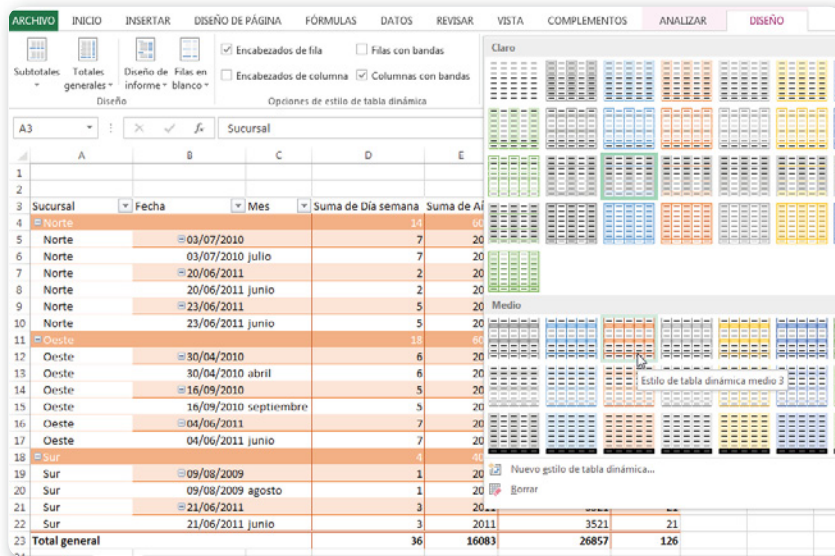 ARCHIVO INICIO INSERTAR DISEÑO DE PÁGINA FÓRMULAS DATOS REVISAR VISTA COMPLEMENTOS ANALIZAR DISEÑO
Subtotales Totales generales Diseño de informe Filas en blanco
Encabezados de fila Filas con bandas
Encabezados de columna Columnas con bandas
Diseño Opciones de estilo de tabla dinámica
Claro
A3 fx Sucursal
A B C D E
1
2
3 Sucursal Fecha Mes Suma de Día semana Suma de
4 Norte 14
5 Norte 03/07/2010 7 20
6 Norte 03/07/2010 julio 7 20
7 Norte 20/06/2011 2 20
8 Norte 20/06/2011 junio 2 20
9 Norte 23/06/2011 5 20
10 Norte 23/06/2011 junio 5 20
11 Oeste 18
12 Oeste 30/04/2010 6 20
13 Oeste 30/04/2010 abril 6 20
14 Oeste 16/09/2010 5 20
15 Oeste 16/09/2010 septiembre 5 20
16 Oeste 04/06/2011 7 20
17 Oeste 04/06/2011 junio 7 20
18 Sur 4
19 Sur 09/08/2009 1 20
20 Sur 09/08/2009 agosto 1 20
21 Sur 21/06/2011 3
22 Sur 21/06/2011 junio 3 2011 3521 21
23 Total general 36 16083 26857 126
Medio
Estilo de tabla dinámica medio 3
Nuevo estilo de tabla dinámica...
Borrar